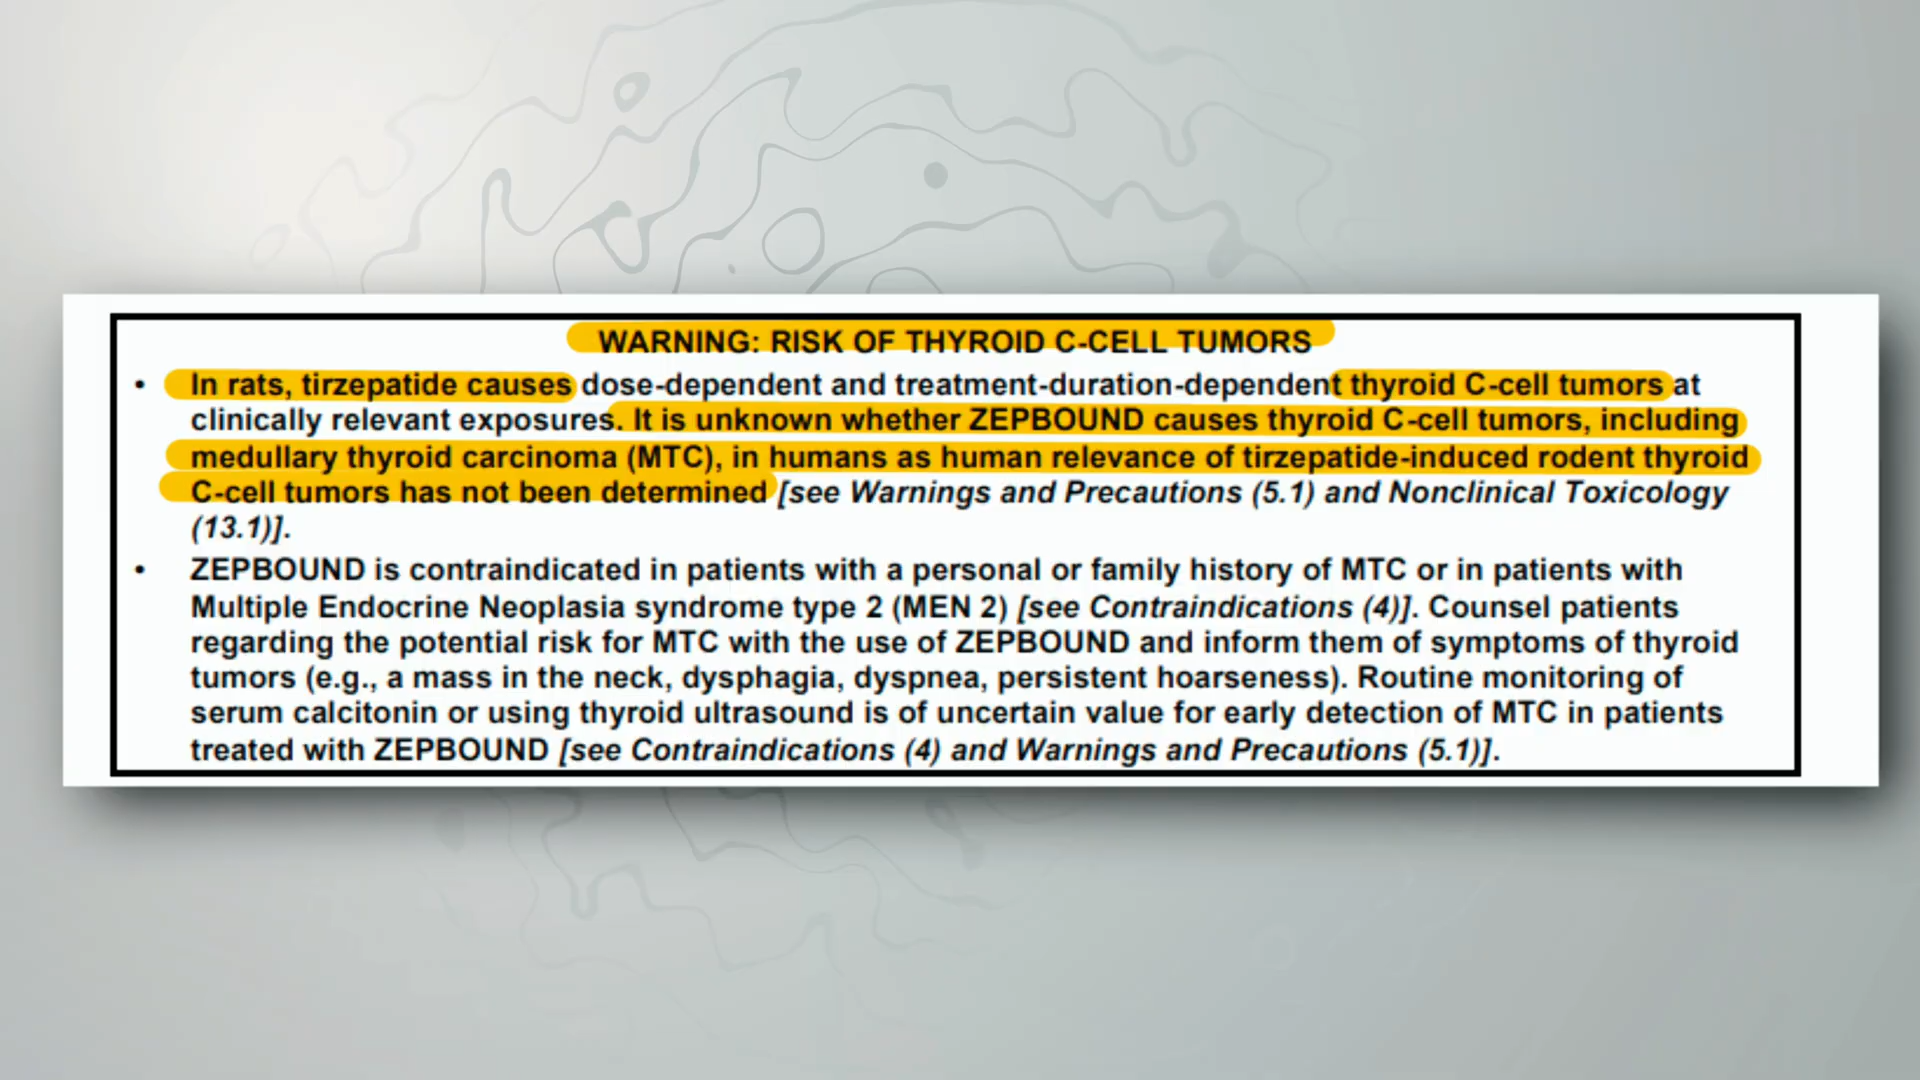 WARNING: RISK OF THYROID C-CELL TUMORS
• In rats, tirzepatide causes dose-dependent and treatment-duration-dependent thyroid C-cell tumors at
clinically relevant exposures. It is unknown whether ZEPBOUND causes thyroid C-cell tumors, including
medullary thyroid carcinoma (MTC), in humans as human relevance of tirzepatide-induced rodent thyroid
C-cell tumors has not been determined [see Warnings and Precautions (5.1) and Nonclinical Toxicology
(13.1)].
• ZEPBOUND is contraindicated in patients with a personal or family history of MTC or in patients with
Multiple Endocrine Neoplasia syndrome type 2 (MEN 2) [see Contraindications (4)]. Counsel patients
regarding the potential risk for MTC with the use of ZEPBOUND and inform them of symptoms of thyroid
tumors (e.g., a mass in the neck, dysphagia, dyspnea, persistent hoarseness). Routine monitoring of
serum calcitonin or using thyroid ultrasound is of uncertain value for early detection of MTC in patients
treated with ZEPBOUND [see Contraindications (4) and Warnings and Precautions (5.1)].